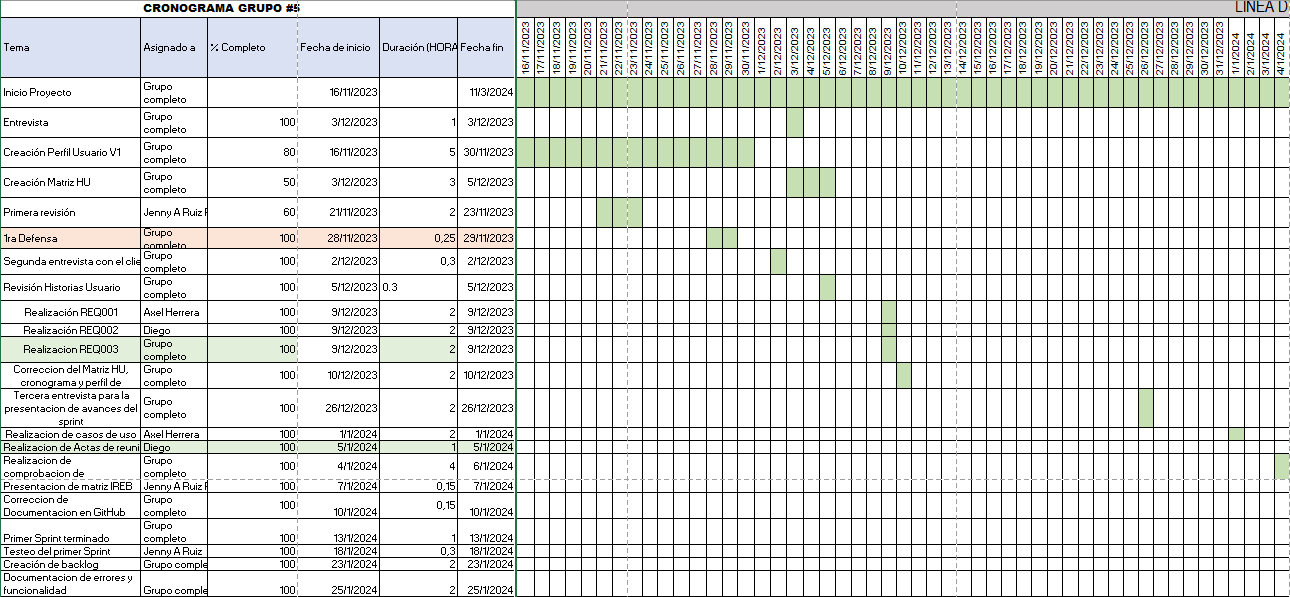 CRONOGRAMA GRUPO #5
LINEA D
Tema Asignado a % Completo Fecha de inicio Duración (HORA Fecha fin 16/11/2023 17/11/2023 18/11/2023 19/11/2023 20/11/2023 21/11/2023 22/11/2023 23/11/2023 24/11/2023 25/11/2023 26/11/2023 27/11/2023 28/11/2023 29/11/2023 30/11/2023 1/12/2023 2/12/2023 3/12/2023 4/12/2023 5/12/2023 6/12/2023 7/12/2023 8/12/2023 9/12/2023 10/12/2023 11/12/2023 12/12/2023 13/12/2023 14/12/2023 15/12/2023 16/12/2023 17/12/2023 18/12/2023 19/12/2023 20/12/2023 21/12/2023 22/12/2023 23/12/2023 24/12/2023 25/12/2023 26/12/2023 27/12/2023 28/12/2023 29/12/2023 30/12/2023 31/12/2023 1/1/2024 2/1/2024 3/1/2024 4/1/2024
Inicio Proyecto Grupo completo 16/11/2023 11/3/2024
Entrevista Grupo completo 100 3/12/2023 1 3/12/2023
Creación Perfil Usuario V1 Grupo completo 80 16/11/2023 5 30/11/2023
Creación Matriz HU Grupo completo 50 3/12/2023 3 5/12/2023
Primera revisión Jenny A Ruiz 60 21/11/2023 2 23/11/2023
1ra Defensa Grupo completo 100 28/11/2023 0,25 29/11/2023
Segunda entrevista con el clie Grupo completo 100 2/12/2023 0,3 2/12/2023
Revisión Historias Usuario Grupo completo 100 5/12/2023 0.3 5/12/2023
Realización REQ001 Axel Herrera 100 9/12/2023 2 9/12/2023
Realización REQ002 Diego 100 9/12/2023 2 9/12/2023
Realizacion REQ003 Grupo completo 100 9/12/2023 2 9/12/2023
Correccion del Matriz HU,
cronograma y perfil de Grupo completo 100 10/12/2023 2 10/12/2023
Tercera entrevista para la
presentacion de avances del
sprint Grupo completo 100 26/12/2023 2 26/12/2023
Realizacion de casos de uso Axel Herrera 100 1/1/2024 2 1/1/2024
Realizacion de Actas de reuni Diego 100 5/1/2024 1 5/1/2024
Realizacion de
comprobacion de Grupo completo 100 4/1/2024 4 6/1/2024
Presentacion de matriz IREB Jenny A Ruiz 100 7/1/2024 0,15 7/1/2024
Correccion de
Documentacion en GitHub Grupo completo 100 10/1/2024 0,15 10/1/2024
Primer Sprint terminado Grupo completo 100 13/1/2024 1 13/1/2024
Testeo del primer Sprint Jenny A Ruiz 100 18/1/2024 0,3 18/1/2024
Creación de backlog Grupo comple 100 23/1/2024 2 23/1/2024
Documentacion de errores y
funcionalidad Grupo comple 100 25/1/2024 2 25/1/2024